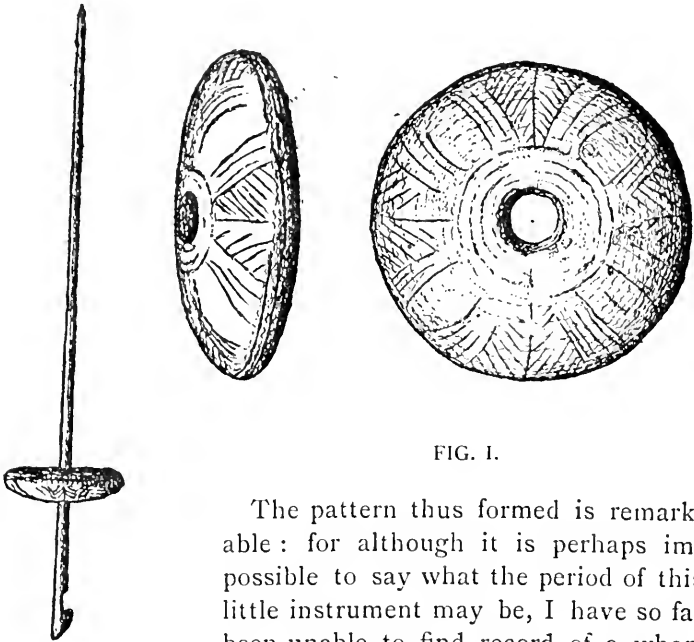 FIG. I.
The pattern thus formed is remark
able : for although it is perhaps im
possible to say what the period of this
little instrument may be, I have so fa
been unable to find record of a